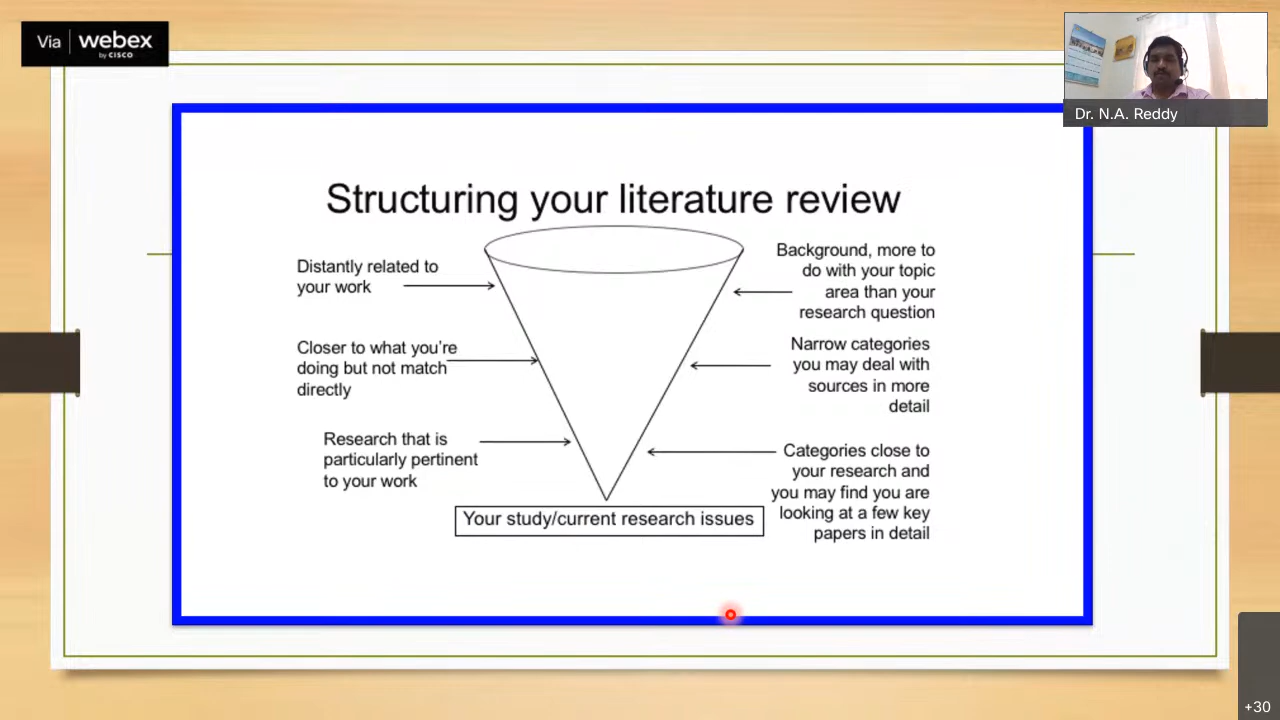 Via webex
by CISCO
Dr. N.A. Reddy
Structuring your literature review
Distantly related to
your work
Background, more to
do with your topic
area than your
research question
Closer to what you're
doing but not match
directly
Narrow categories
you may deal with
sources in more
detail
Research that is
particularly pertinent
to your work
Categories close to
your research and
you may find you are
looking at a few key
papers in detail
Your study/current research issues
+30